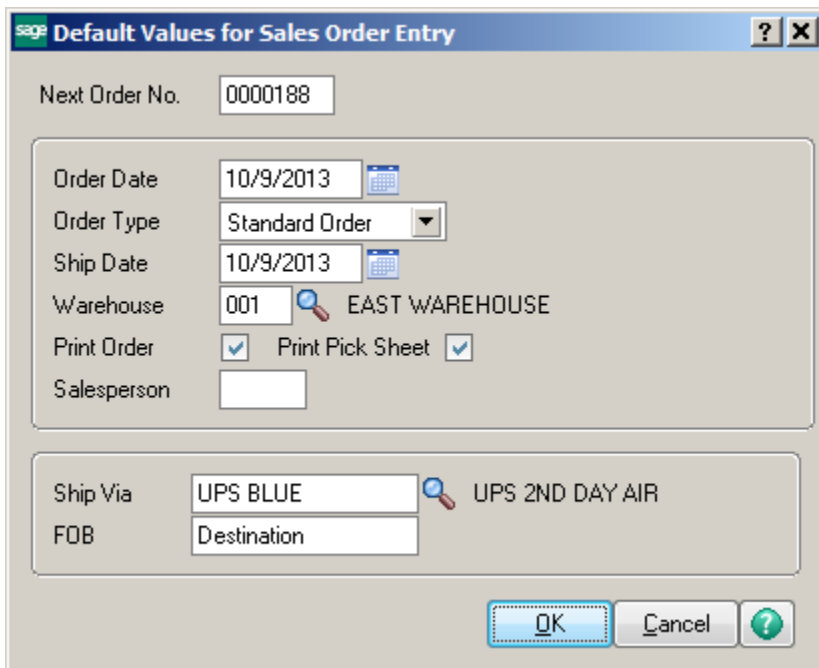 sage Default Values for Sales Order Entry ?
Next Order No. 0000188
Order Date 10/9/2013
Order Type Standard Order
Ship Date 10/9/2013
Warehouse 001 EAST WAREHOUSE
Print Order Print Pick Sheet
Salesperson
Ship Via UPS BLUE UPS 2ND DAY AIR
FOB Destination
OK Cancel ?